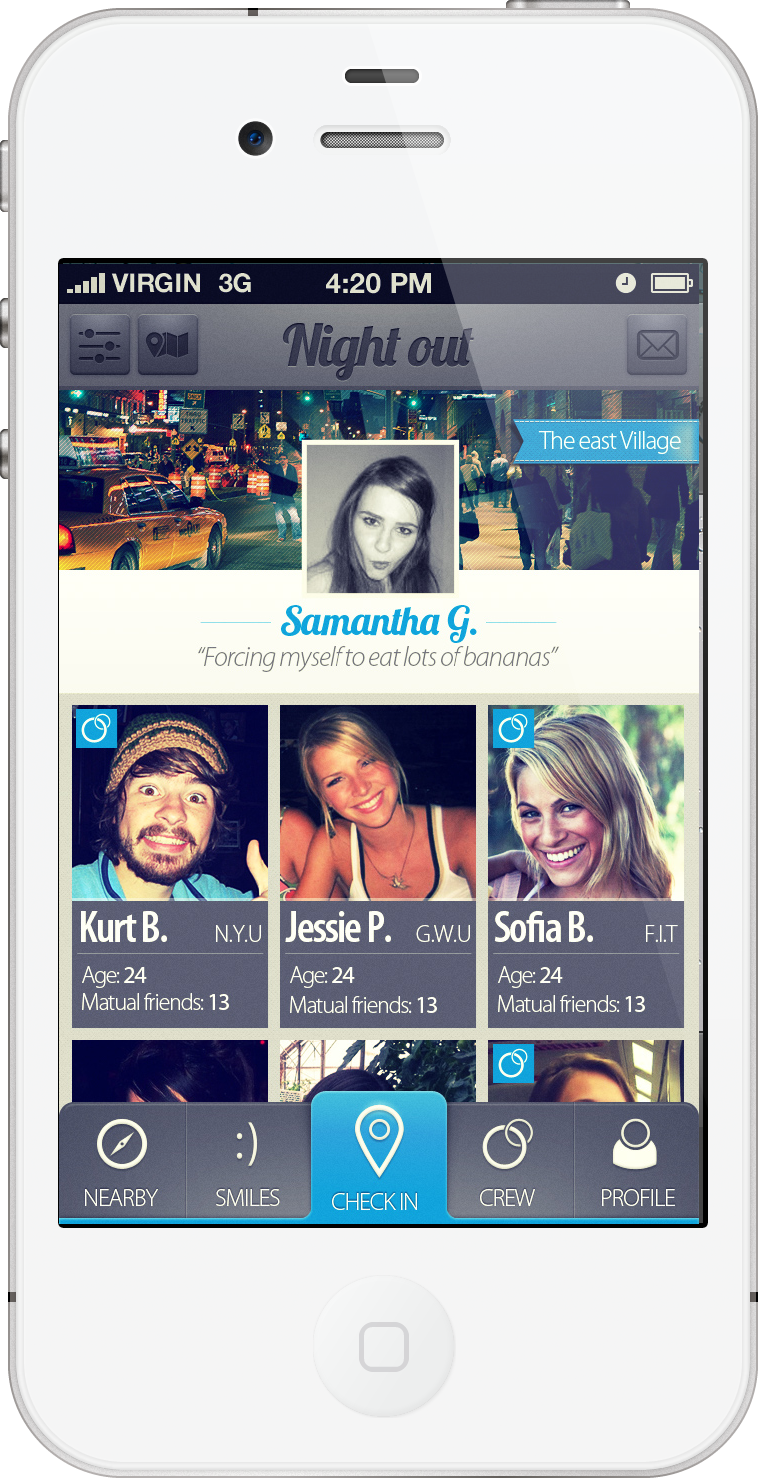 VIRGIN 3G 4:20 PM
Night out
The east Village
Samantha G.
“Forcing myself to eat lots of bananas”
Kurt B. N.Y.U
Age: 24
Matual friends: 13
Jessie P. G.W.U
Age: 24
Matual friends: 13
Sofia B. F.I.T
Age: 24
Matual friends: 13
NEARBY
:)
SMILES
CHECK IN
CREW
PROFILE